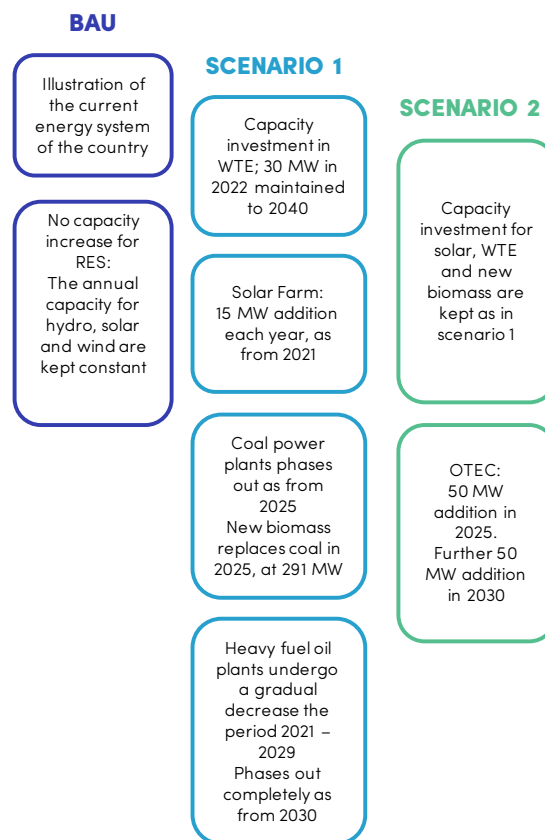 BAU
Illustration of
the current
energy system
of the country
No capacity
increase for
RES:
The annual
capacity for
hydro, solar
and wind are
kept constant
SCENARIO 1
Capacity
investment in
WTE; 30 MW in
2022 maintained
to 2040
Solar Farm:
15 MW addition
each year, as
from 2021
Coal power
plants phases
out as from
2025
New biomass
replaces coal in
2025, at 291 MW
Heavy fuel oil
plants undergo
a gradual
decrease the
period 2021 –
2029
Phases out
completely as
from 2030
SCENARIO 2
Capacity
investment for
solar, WTE
and new
biomass are
kept as in
scenario 1
OTEC:
50 MW
addition in
2025.
Further 50
MW addition
in 2030